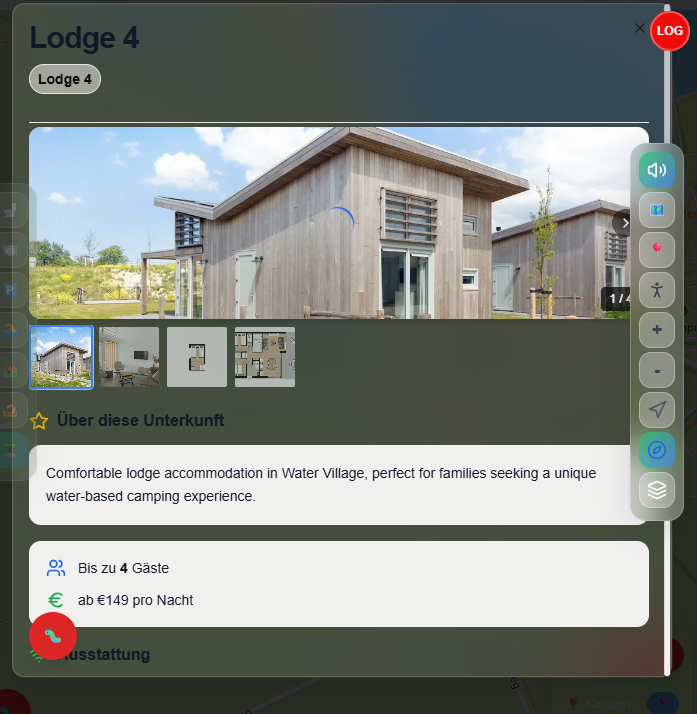 Lodge 4
LOG
Lodge 4
1 / 4
Über diese Unterkunft
Comfortable lodge accommodation in Water Village, perfect for families seeking a unique
water-based camping experience.
Bis zu 4 Gäste
ab €149 pro Nacht
usstattung
+
-
P
Kamperl